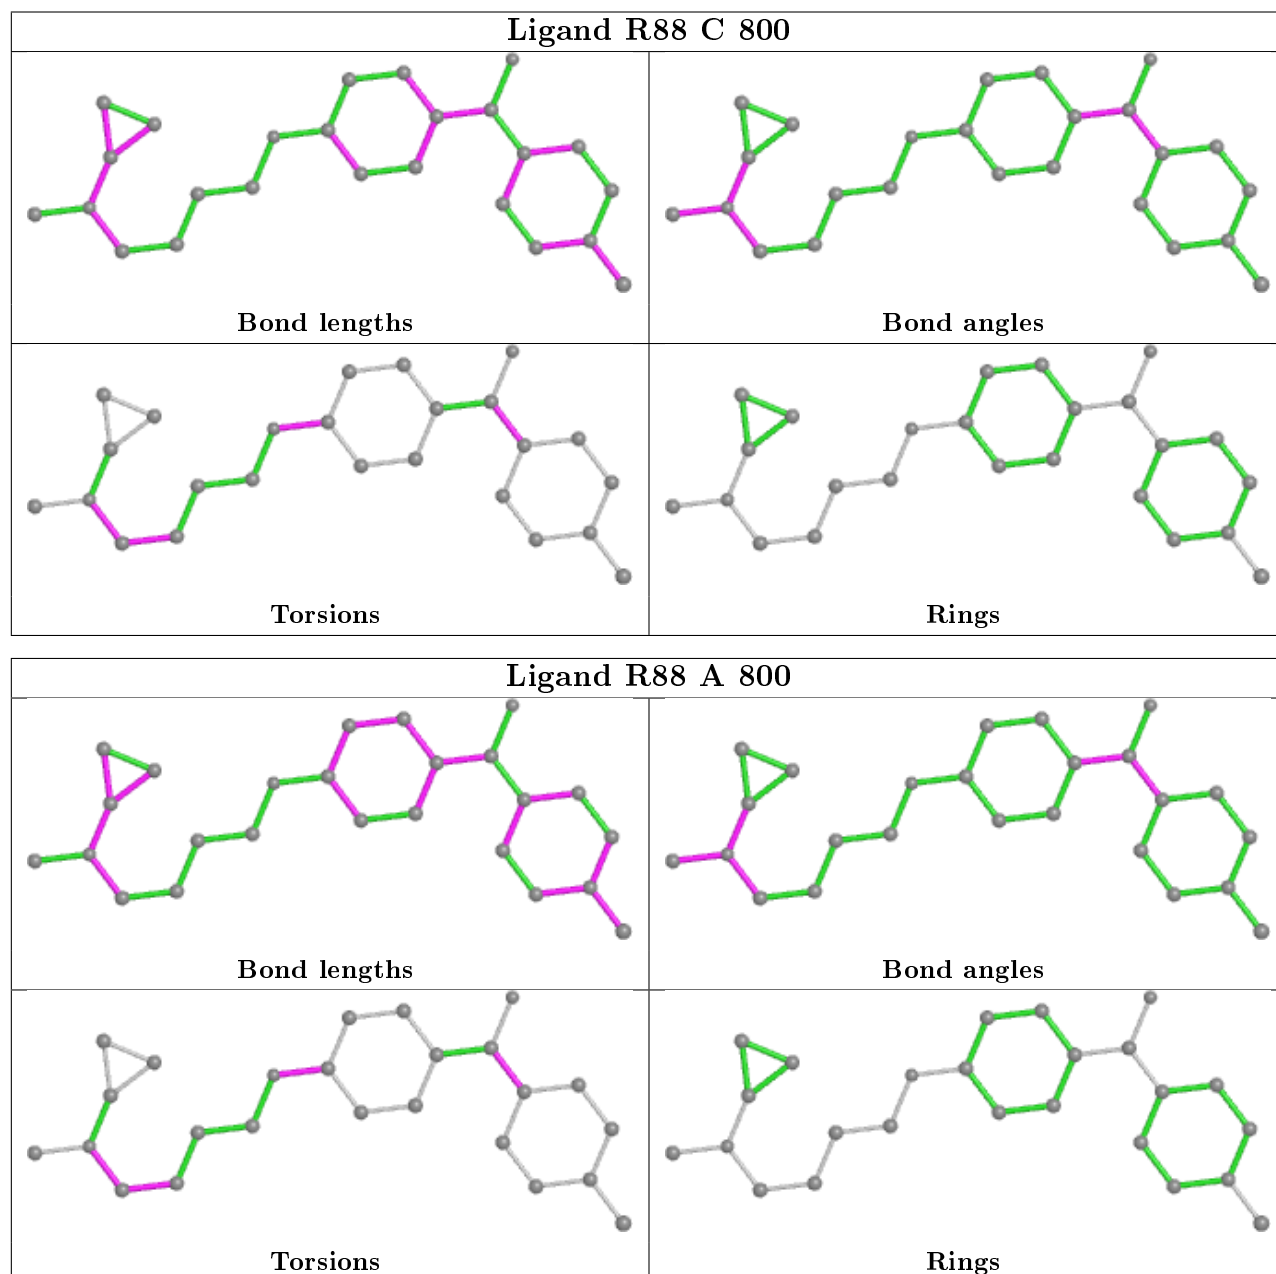 Ligand R88 C 800
Bond lengths
Bond angles
Torsions
Rings
Ligand R88 A 800
Bond lengths
Bond angles
Torsions
Rings